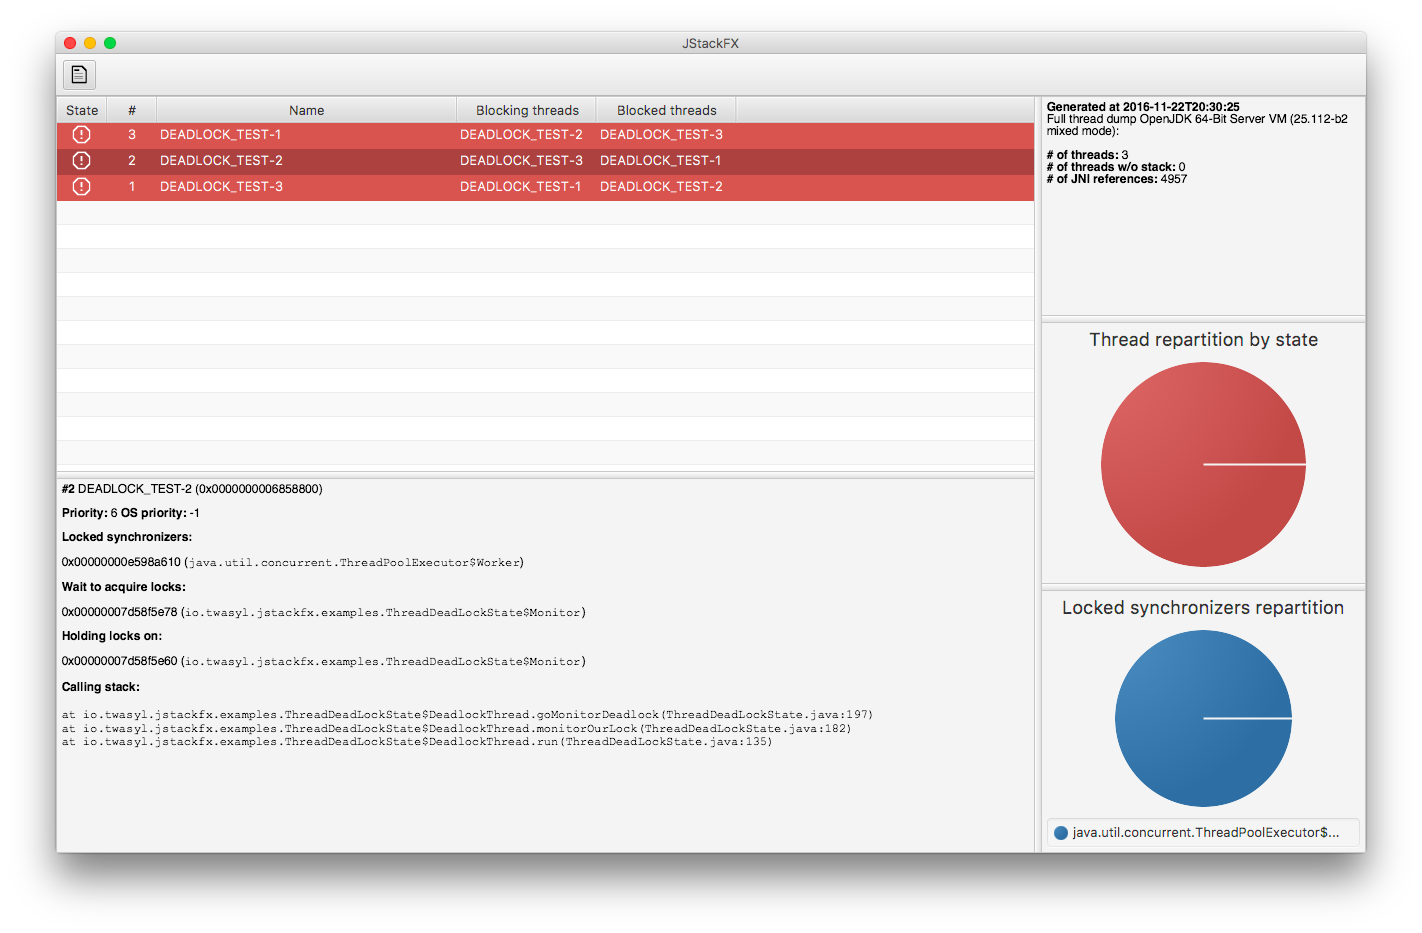 JStackFX
State # Name Blocking threads Blocked threads
3 DEADLOCK_TEST-1 DEADLOCK_TEST-2 DEADLOCK_TEST-3
2 DEADLOCK_TEST-2 DEADLOCK_TEST-3 DEADLOCK_TEST-1
1 DEADLOCK_TEST-3 DEADLOCK_TEST-1 DEADLOCK_TEST-2
#2 DEADLOCK_TEST-2 (0x0000000006858800)
Priority: 6 OS priority: -1
Locked synchronizers:
0x00000000e598a610 (java.util.concurrent.ThreadPoolExecutor$Worker)
Wait to acquire locks:
0x00000007d58f5e78 (io.twasyl.jstackfx.examples.ThreadDeadLockState$Monitor)
Holding locks on:
0x00000007d58f5e60 (io.twasyl.jstackfx.examples.ThreadDeadLockState$Monitor)
Calling stack:
at io.twasyl.jstackfx.examples.ThreadDeadLockState$DeadlockThread.goMonitorDeadlock(ThreadDeadLockState.java:197)
at io.twasyl.jstackfx.examples.ThreadDeadLockState$DeadlockThread.monitorOurLock(ThreadDeadLockState.java:182)
at io.twasyl.jstackfx.examples.ThreadDeadLockState$DeadlockThread.run(ThreadDeadLockState.java:135)
Generated at 2016-11-22T20:30:25
Full thread dump OpenJDK 64-Bit Server VM (25.112-b2
mixed mode):
# of threads: 3
# of threads w/o stack: 0
# of JNI references: 4957
Thread repartition by state
Locked synchronizers repartition
java.util.concurrent.ThreadPoolExecutor$...